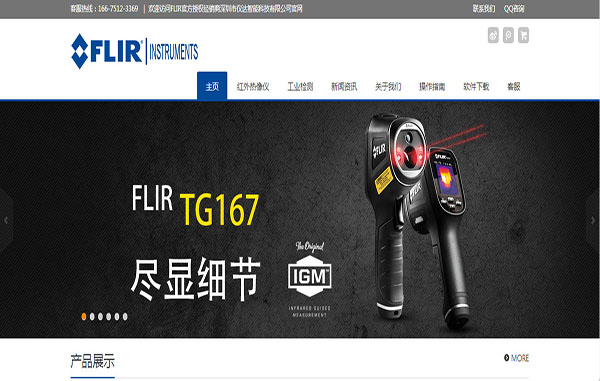 客服热线：166-7512-3369 | 欢迎访问FLIR官方授权经销商深圳市仪达智能科技有限公司官网
联系我们 QQ咨询
FLIR® INSTRUMENTS
主页 红外热像仪 工业检测 新闻资讯 关于我们 操作指南 软件下载 客服
FLIR
FLIR
FLIR TG167
尽显细节
The Original
IGM™
INFRARED GUIDED
MEASUREMENT
产品展示
MORE